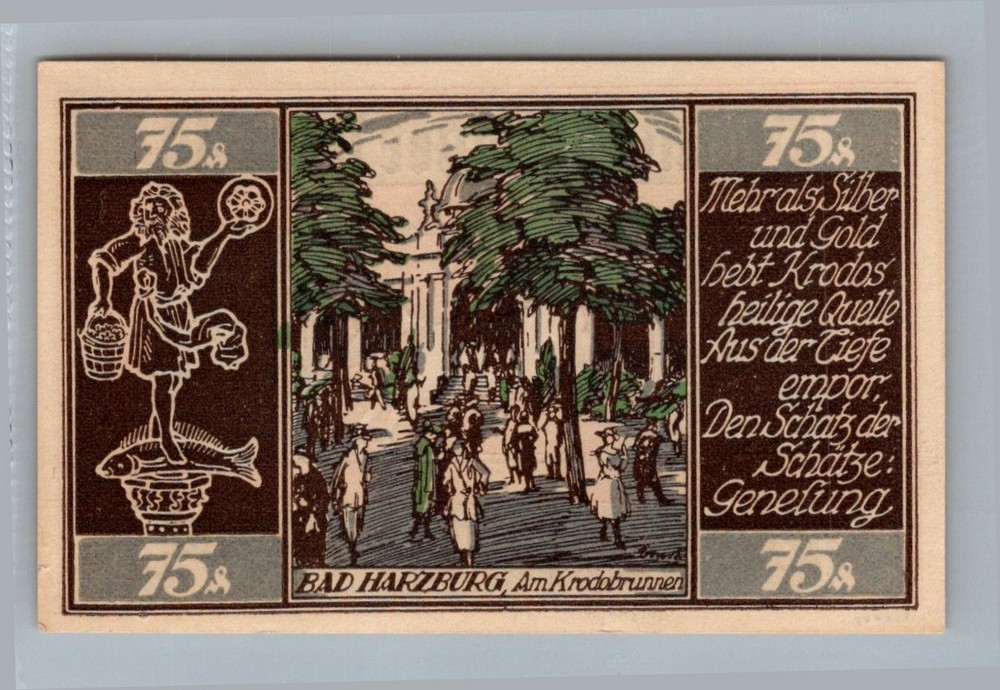 75₰
75₰
Mehr als Silber
und Gold
hebt Krodos
heilige Quelle
Aus der Tiefe
empor,
Den Schatz der
Schätze:
Genesung
75₰
BAD HARZBURG, Am Krodobrunnen
75₰